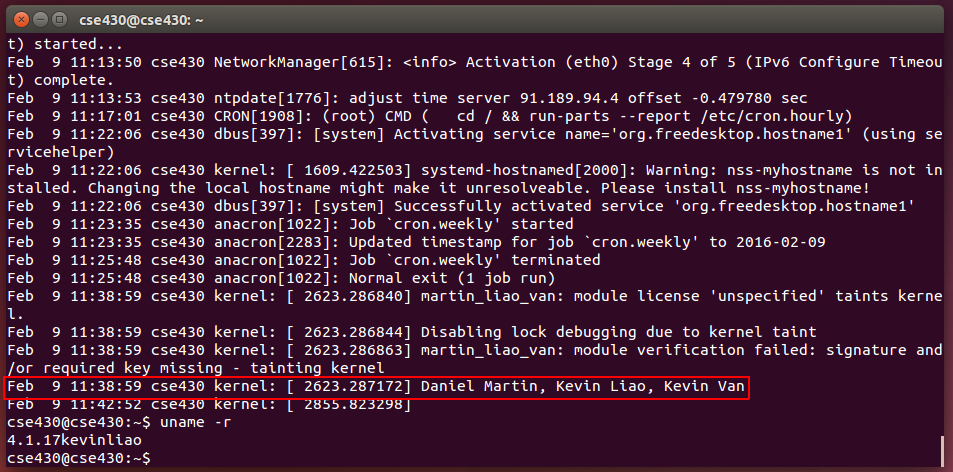 cse430@cse430: ~
t) started...
Feb  9 11:13:50 cse430 NetworkManager[615]: <info> Activation (eth0) Stage 4 of 5 (IPv6 Configure Timeou
t) complete.
Feb  9 11:13:53 cse430 ntpdate[1776]: adjust time server 91.189.94.4 offset -0.479780 sec
Feb  9 11:17:01 cse430 CRON[1908]: (root) CMD (   cd / && run-parts --report /etc/cron.hourly)
Feb  9 11:22:06 cse430 dbus[397]: [system] Activating service name='org.freedesktop.hostname1' (using se
rvicehelper)
Feb  9 11:22:06 cse430 kernel: [ 1609.422503] systemd-hostnamed[2000]: Warning: nss-myhostname is not in
stalled. Changing the local hostname might make it unresolveable. Please install nss-myhostname!
Feb  9 11:22:06 cse430 dbus[397]: [system] Successfully activated service 'org.freedesktop.hostname1'
Feb  9 11:23:35 cse430 anacron[1022]: Job `cron.weekly' started
Feb  9 11:23:35 cse430 anacron[2283]: Updated timestamp for job `cron.weekly' to 2016-02-09
Feb  9 11:25:48 cse430 anacron[1022]: Job `cron.weekly' terminated
Feb  9 11:25:48 cse430 anacron[1022]: Normal exit (1 job run)
Feb  9 11:38:59 cse430 kernel: [ 2623.286840] martin_liao_van: module license 'unspecified' taints kerne
l.
Feb  9 11:38:59 cse430 kernel: [ 2623.286844] Disabling lock debugging due to kernel taint
Feb  9 11:38:59 cse430 kernel: [ 2623.286863] martin_liao_van: module verification failed: signature and
/or required key missing - tainting kernel
Feb  9 11:38:59 cse430 kernel: [ 2623.287172] Daniel Martin, Kevin Liao, Kevin Van
Feb  9 11:42:52 cse430 kernel: [ 2855.823298]
cse430@cse430:~$ uname -r
4.1.17kevinliao
cse430@cse430:~$